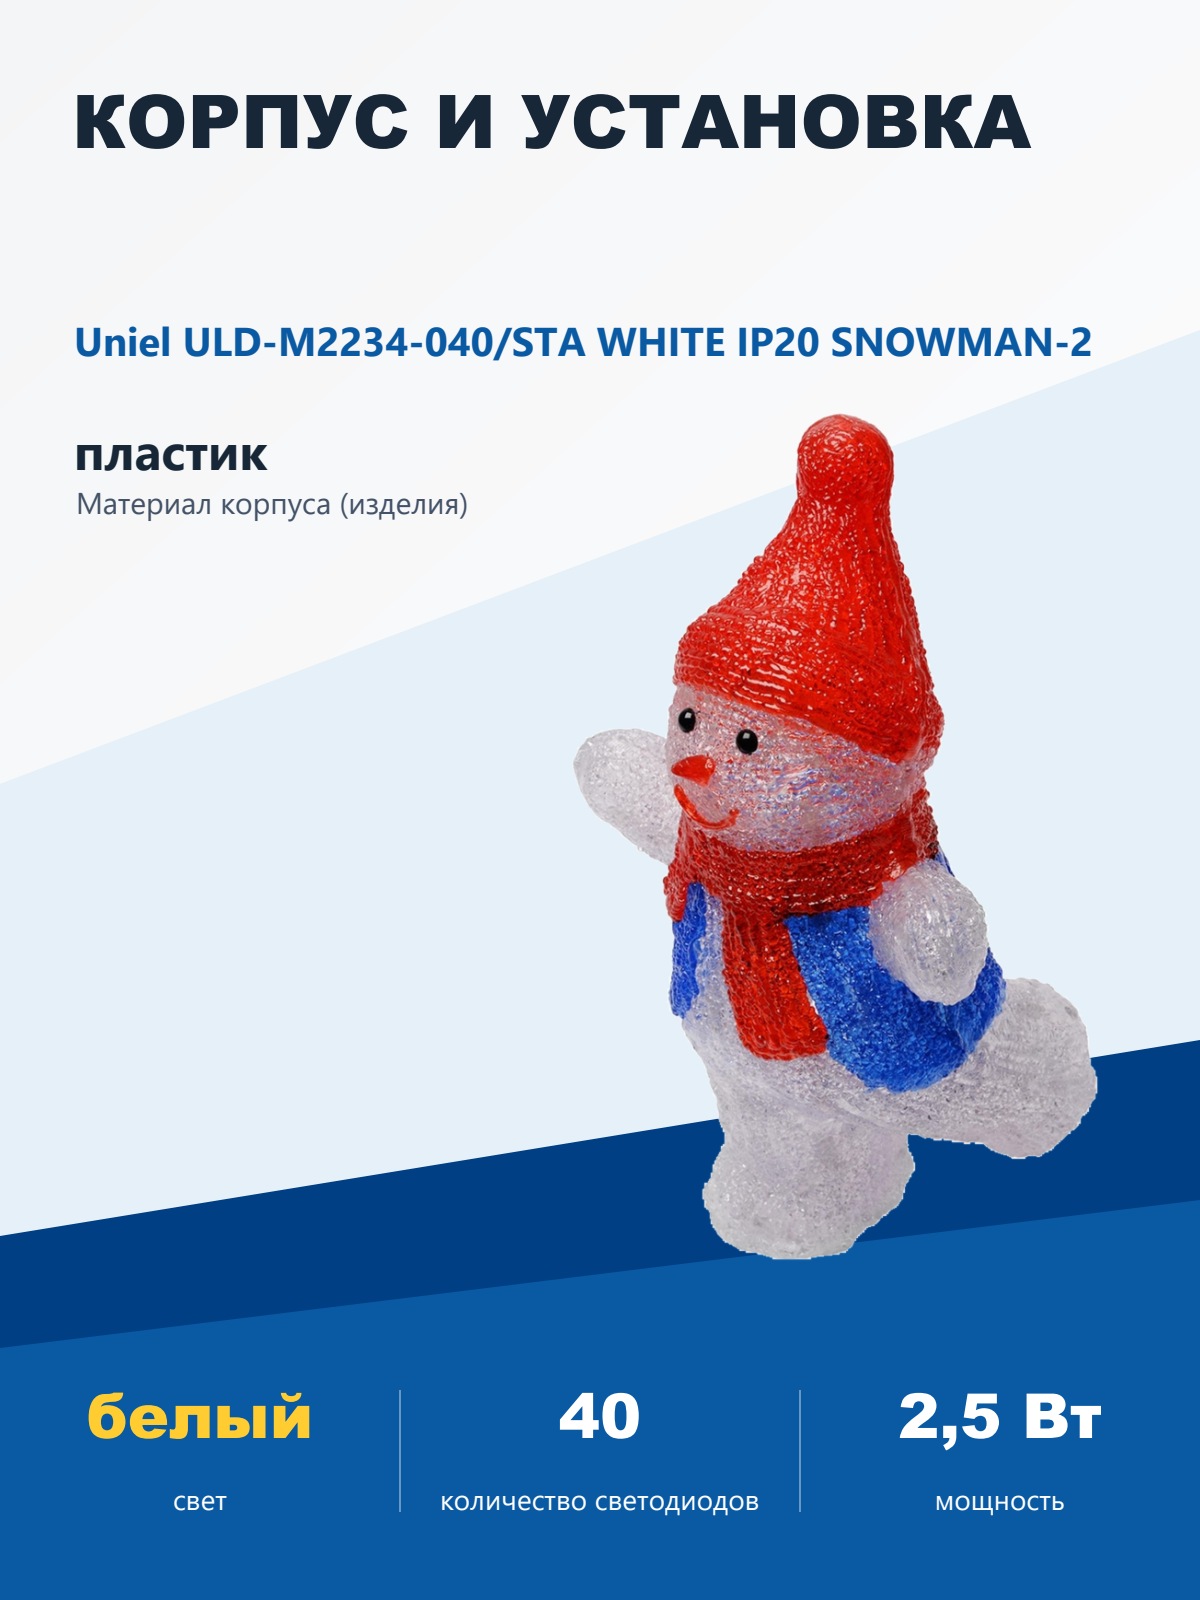 КОРПУС И УСТАНОВКА
Uniel ULD-M2234-040/STA WHITE IP20 SNOWMAN-2
пластик
Материал корпуса (изделия)
белый
свет
40
количество светодиодов
2,5 Вт
мощность